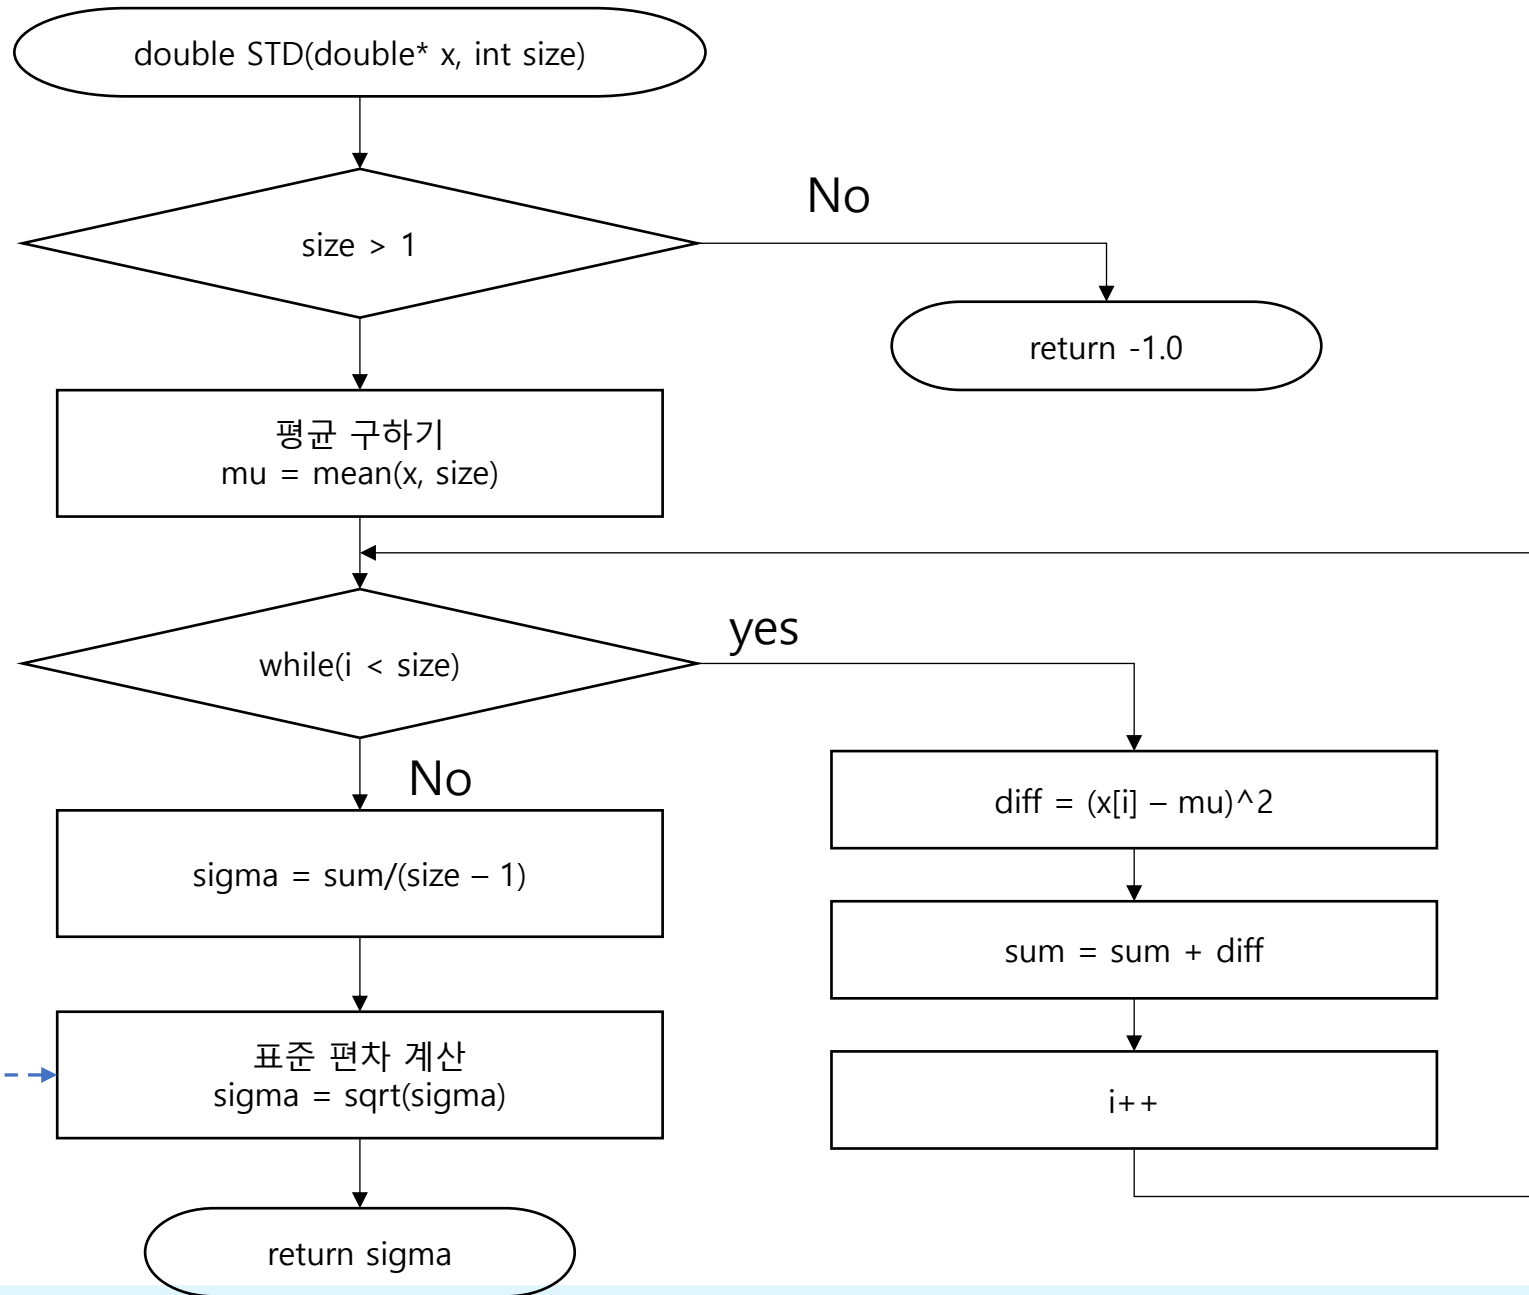 double STD(double* x, int size)
size > 1
No
return -1.0
평균 구하기
mu = mean(x, size)
while(i < size)
yes
No
diff = (x[i] – mu)^2
sigma = sum/(size – 1)
sum = sum + diff
표준 편차 계산
sigma = sqrt(sigma)
i++
return sigma